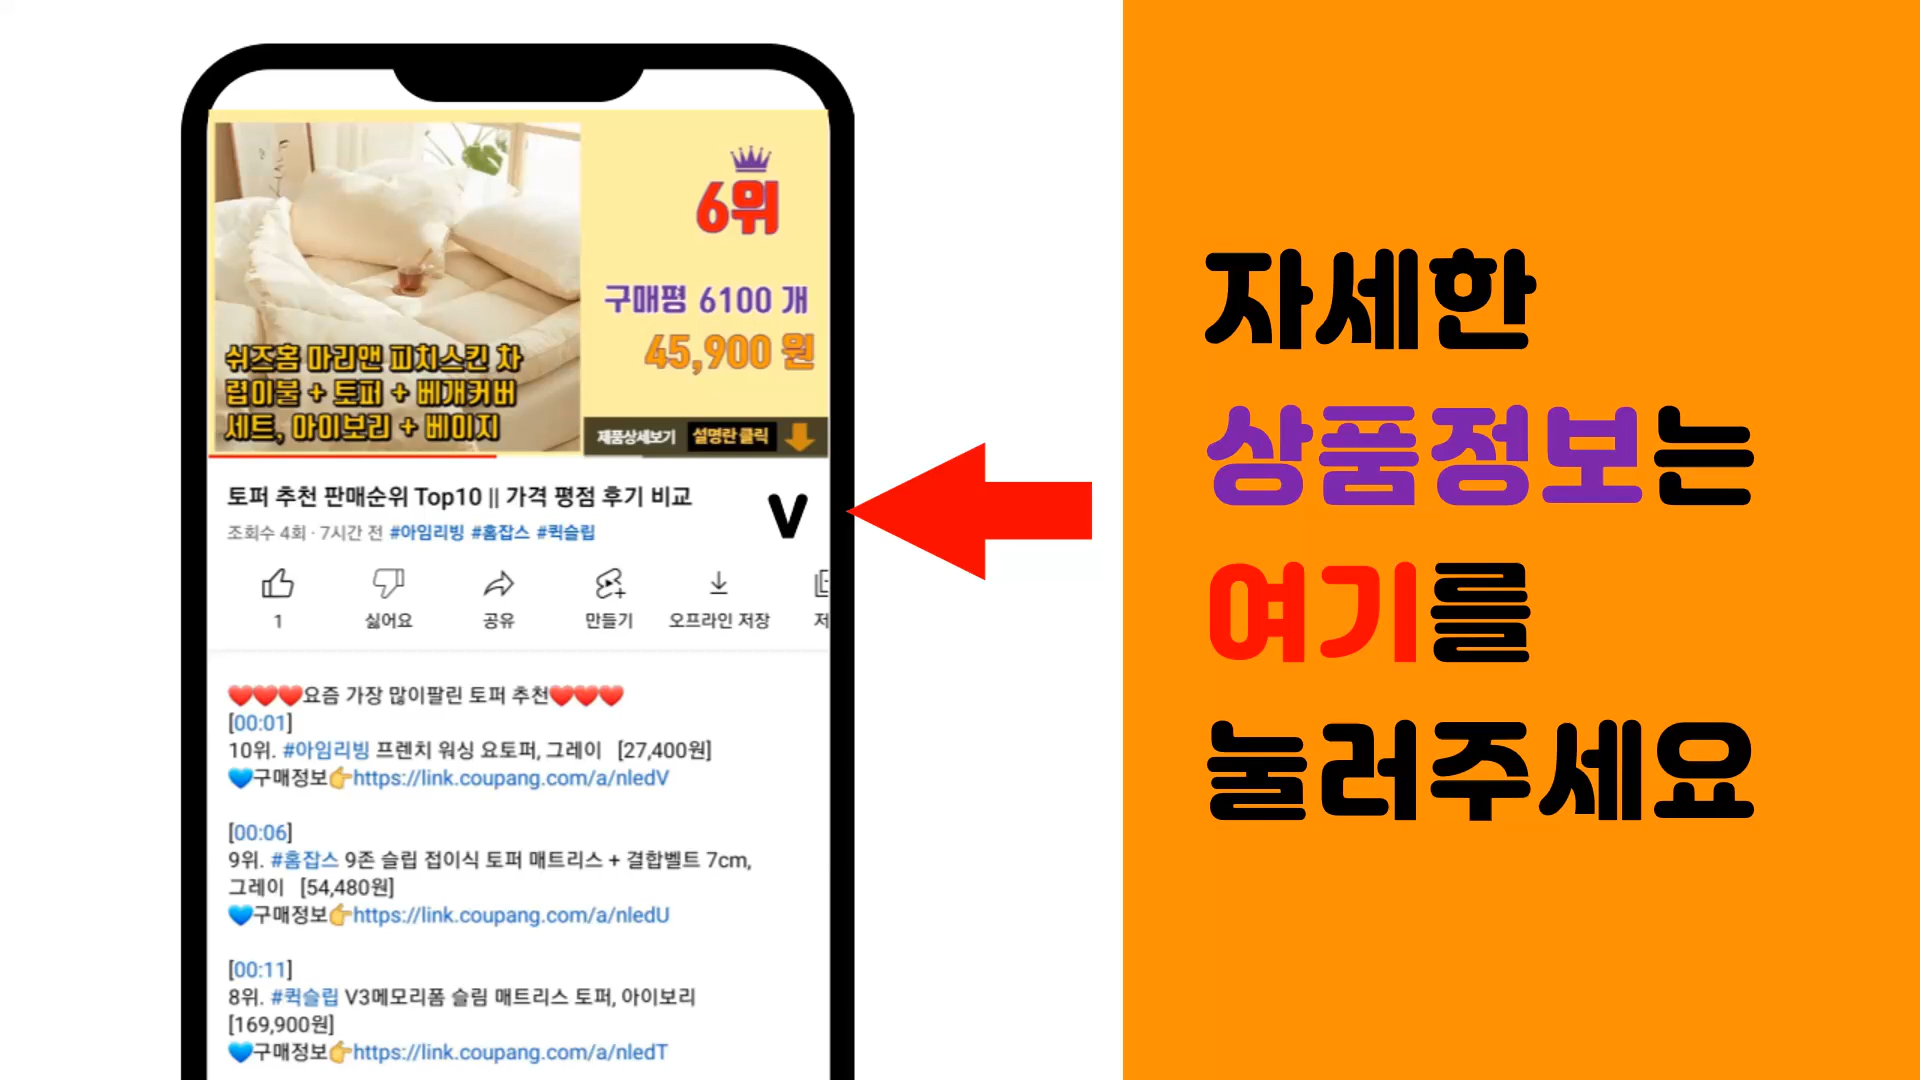 6위
구매평 6100 개
45,900 원
쉬즈홈 마리앤 피치스킨 차
렵이불 + 토퍼 + 베개커버
세트, 아이보리 + 베이지
제품상세보기 설명란 클릭
토퍼 추천 판매순위 Top10 || 가격 평점 후기 비교
V
조회수 4회 · 7시간 전 #아임리빙 #홈잡스 #퀵슬립
1 싫어요 공유 만들기 오프라인 저장 저
❤️❤️❤️요즘 가장 많이팔린 토퍼 추천❤️❤️❤️
[00:01]
10위. #아임리빙 프렌치 워싱 요토퍼, 그레이 [27,400원]
💙구매정보👉https://link.coupang.com/a/nledV
[00:06]
9위. #홈잡스 9존 슬립 접이식 토퍼 매트리스 + 결합벨트 7cm,
그레이 [54,480원]
💙구매정보👉https://link.coupang.com/a/nledU
[00:11]
8위. #퀵슬립 V3메모리폼 슬림 매트리스 토퍼, 아이보리
[169,900원]
💙구매정보👉https://link.coupang.com/a/nledT
자세한
상품정보는
여기를
눌러주세요